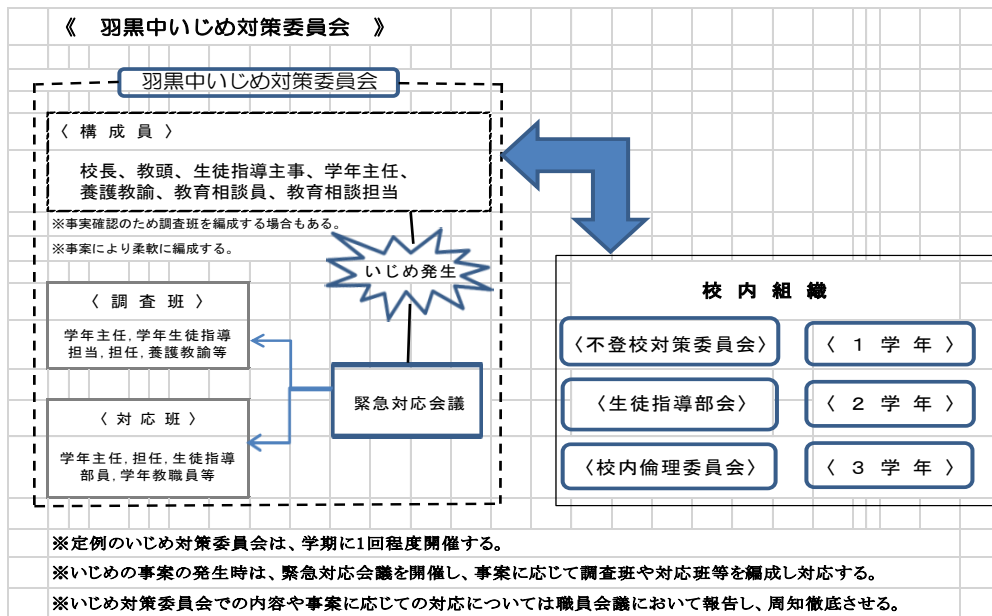 《　羽黒中いじめ対策委員会　》
羽黒中いじめ対策委員会
〈 構 成 員 〉
校長、教頭、生徒指導主事、学年主任、
養護教諭、教育相談員、教育相談担当
※事実確認のため調査班を編成する場合もある。
※事案により柔軟に編成する。
いじめ発生
〈 調 査 班 〉
学年主任,学年生徒指導
担当,担任,養護教諭等
緊急対応会議
〈 対 応 班 〉
学年主任,担任,生徒指導
部員,学年教職員等
校 内 組 織
〈不登校対策委員会〉
〈 １ 学 年 〉
〈生徒指導部会〉
〈 ２ 学 年 〉
〈校内倫理委員会〉
〈 ３ 学 年 〉
※定例のいじめ対策委員会は、学期に1回程度開催する。
※いじめの事案の発生時は、緊急対応会議を開催し、事案に応じて調査班や対応班等を編成し対応する。
※いじめ対策委員会での内容や事案に応じての対応については職員会議において報告し、周知徹底させる。